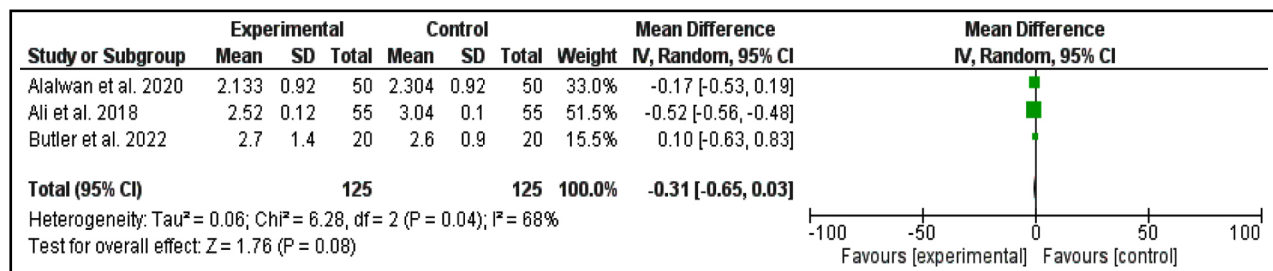 Experimental Control Mean Difference Mean Difference
Study or Subgroup Mean SD Total Mean SD Total Weight IV, Random, 95% CI IV, Random, 95% CI
Alalwan et al. 2020 2.133 0.92 50 2.304 0.92 50 33.0% -0.17 [-0.53, 0.19]
Ali et al. 2018 2.52 0.12 55 3.04 0.1 55 51.5% -0.52 [-0.56, -0.48]
Butler et al. 2022 2.7 1.4 20 2.6 0.9 20 15.5% 0.10 [-0.63, 0.83]
Total (95% CI) 125 125 100.0% -0.31 [-0.65, 0.03]
Heterogeneity: Tau² = 0.06; Chi² = 6.28, df = 2 (P = 0.04); I² = 68%
Test for overall effect: Z = 1.76 (P = 0.08)
-100 -50 0 50 100
Favours [experimental] Favours [control]